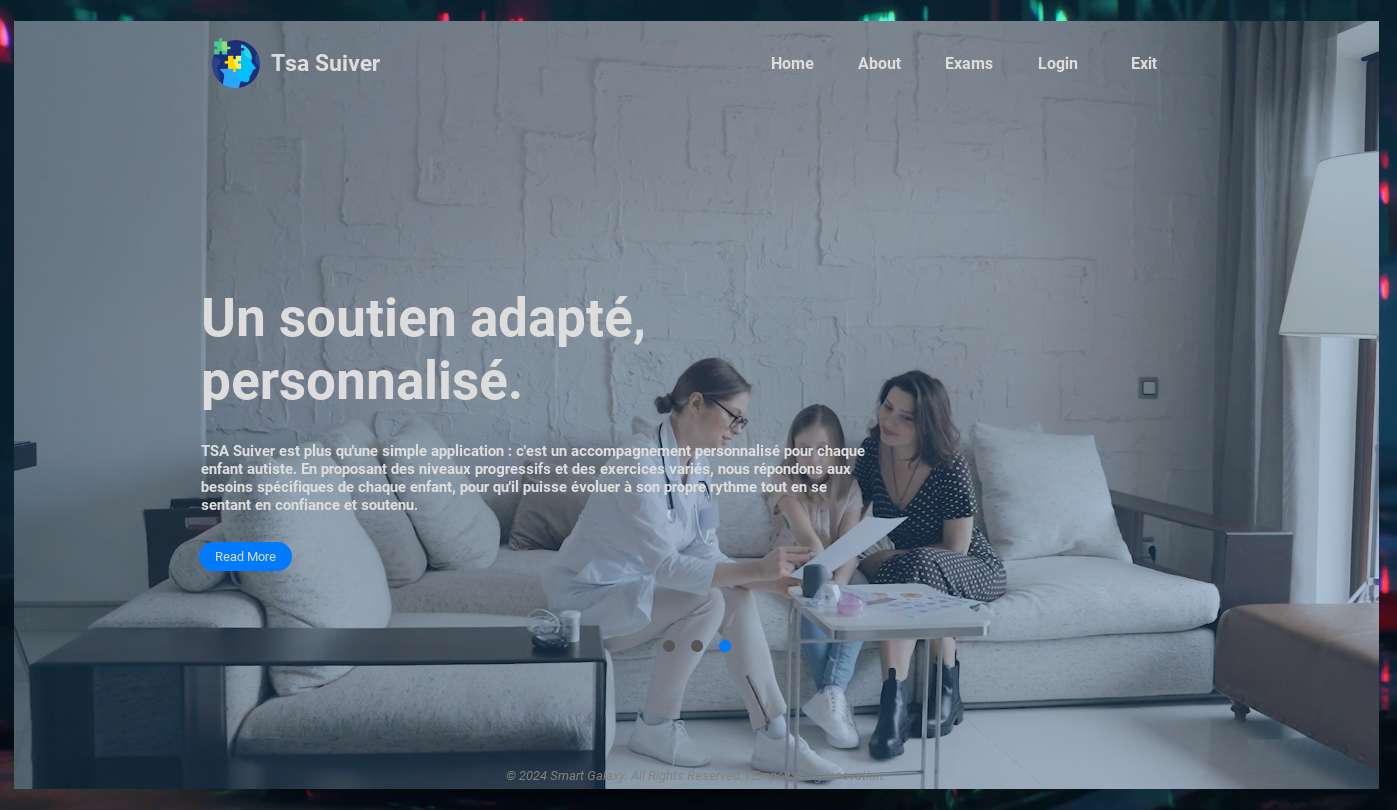 Tsa Suiver
Home About Exams Login Exit
Un soutien adapté,
personnalisé.
TSA Suiver est plus qu'une simple application : c'est un accompagnement personnalisé pour chaque
enfant autiste. En proposant des niveaux progressifs et des exercices variés, nous répondons aux
besoins spécifiques de chaque enfant, pour qu'il puisse évoluer à son propre rythme tout en se
sentant en confiance et soutenu.
Read More
© 2024 Smart Galaxy. All Rights Reserved. |